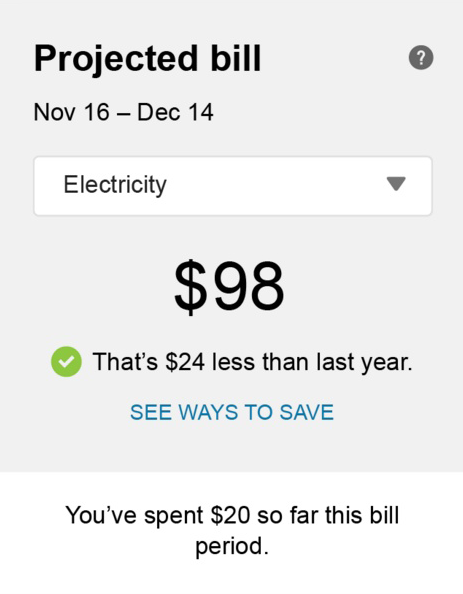 Projected bill
?
Nov 16 – Dec 14
Electricity
$98
That’s $24 less than last year.
SEE WAYS TO SAVE
You’ve spent $20 so far this bill
period.